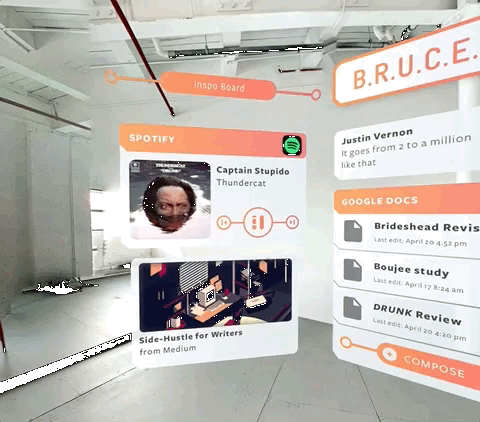 Inspo Board
B.R.U.C.E.
SPOTIFY
Captain Stupido
Thundercat
Side-Hustle for Writers
from Medium
Justin Vernon
It goes from 2 to a million
like that
GOOGLE DOCS
Brideshead Revis
Last edit: April 20 4:52 pm
Boujee study
Last edit: April 17 8:24 am
DRUNK Review
Last edit: April 20 4:20 pm
COMPOSE